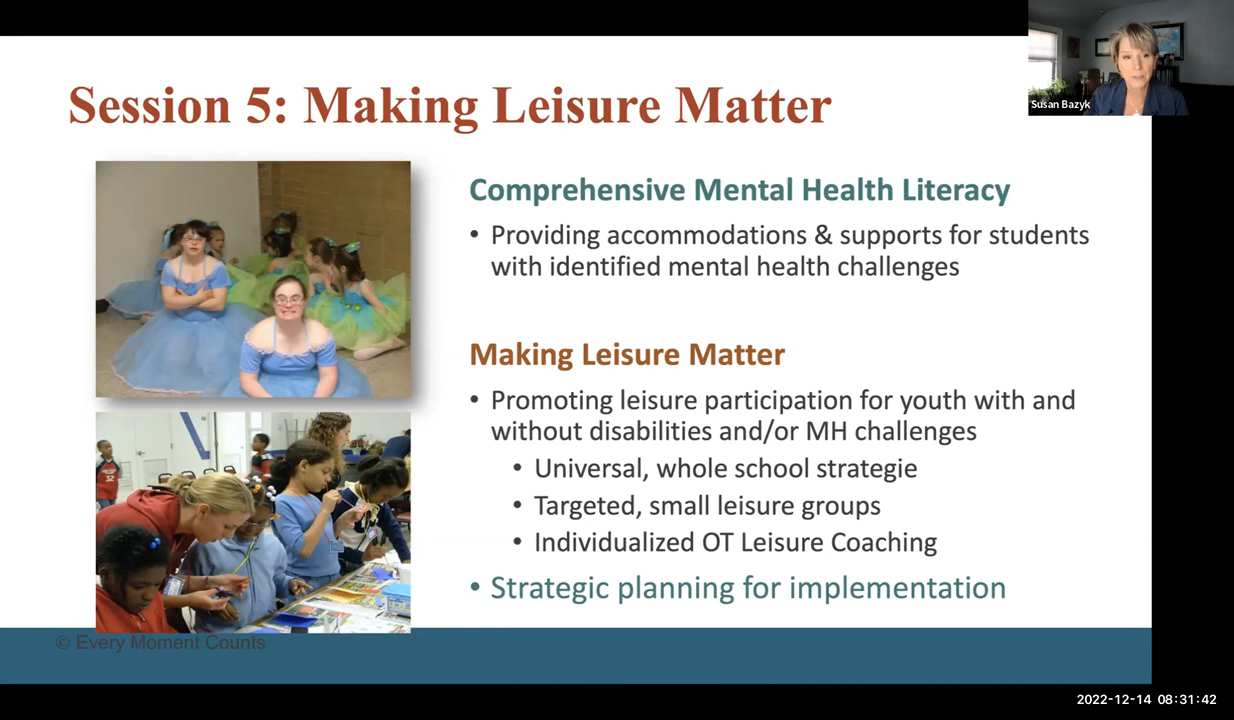 Session 5: Making Leisure Matter
Susan Bazyk
Comprehensive Mental Health Literacy
• Providing accommodations & supports for students
with identified mental health challenges
Making Leisure Matter
• Promoting leisure participation for youth with and
without disabilities and/or MH challenges
• Universal, whole school strategie
• Targeted, small leisure groups
• Individualized OT Leisure Coaching
• Strategic planning for implementation
32
© Every Moment Counts
2022-12-14 08:31:42